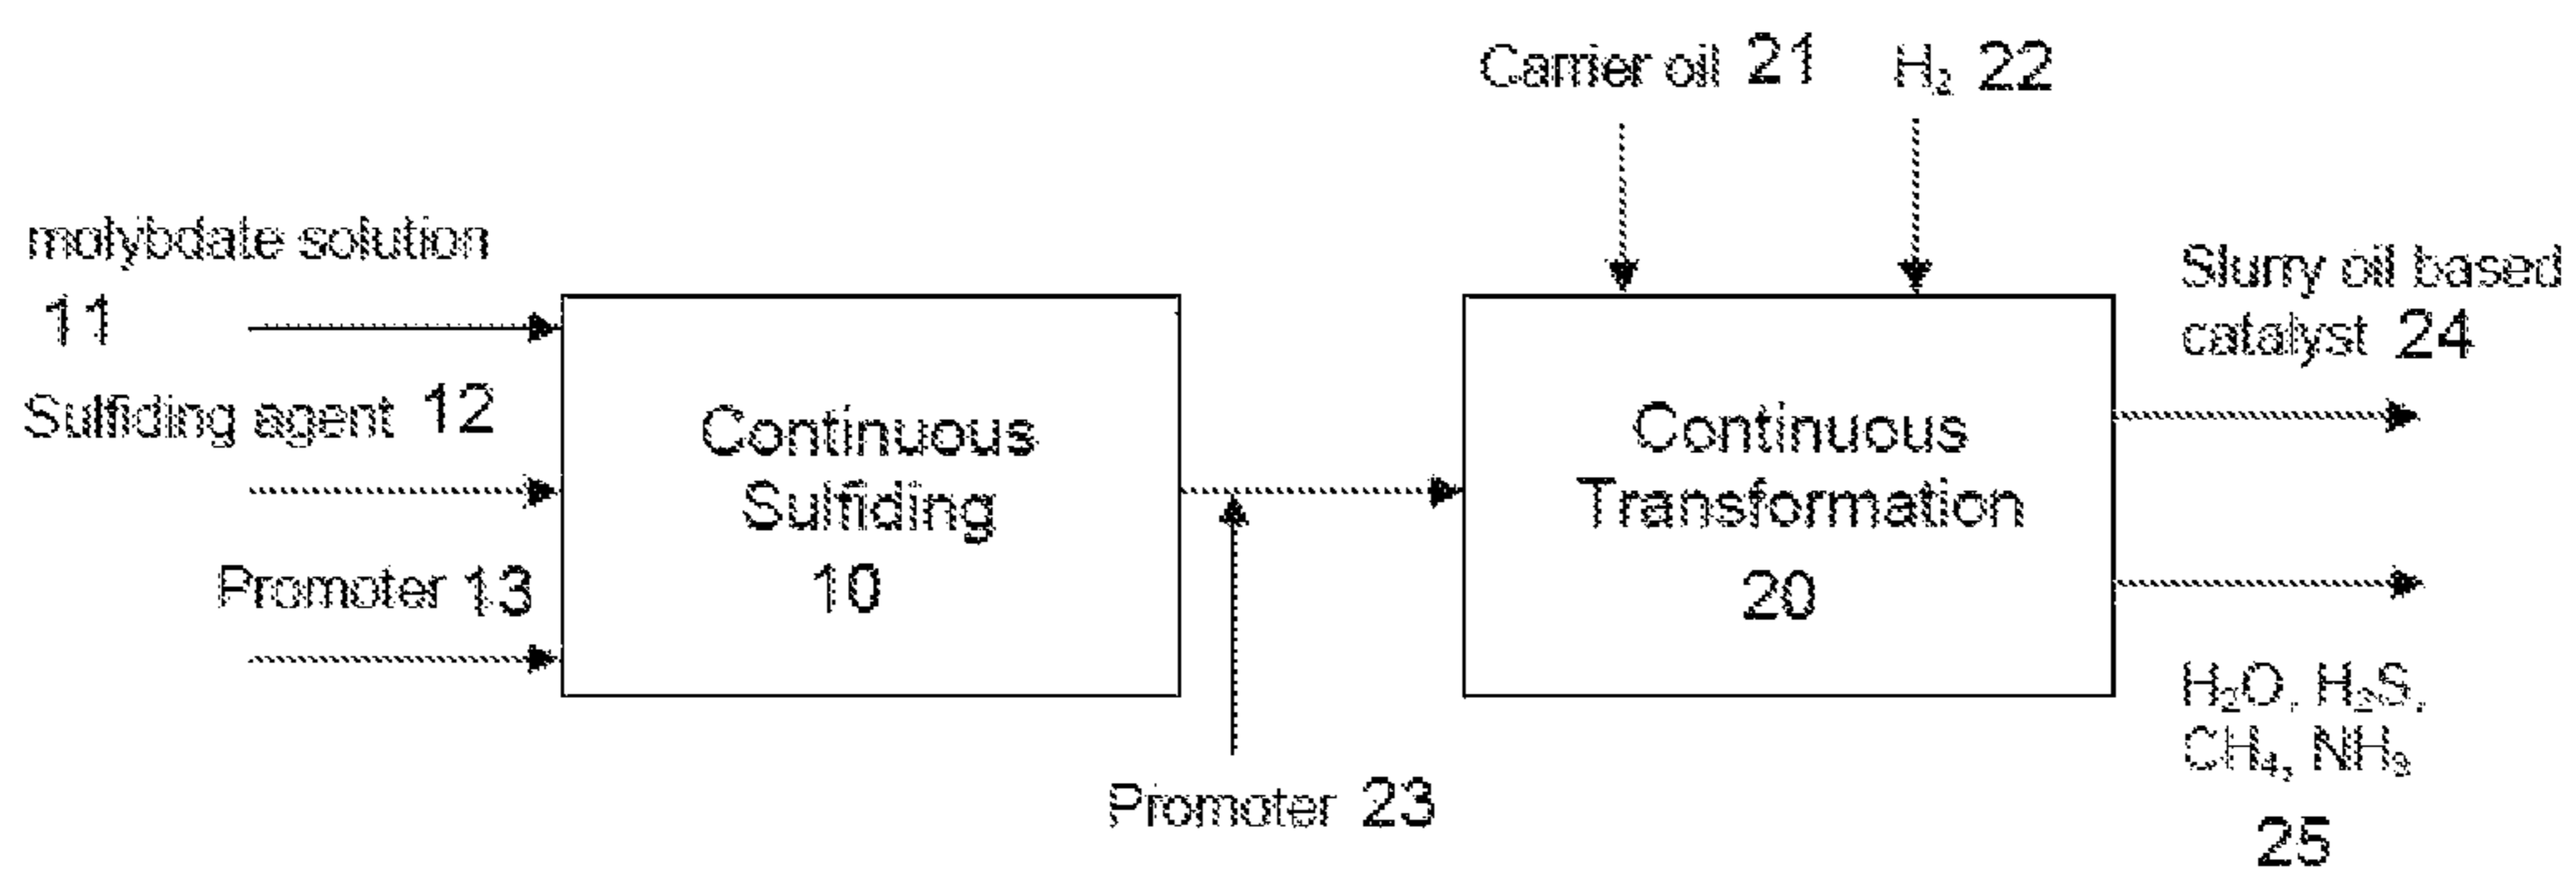 Carrier oil 21
H₂ 22
molybdate solution
11
Sulfiding agent 12
Promoter 13
Continuous
Sulfiding
10
Continuous
Transformation
20
Slurry oil based
catalyst 24
Promoter 23
H₂O, H₂S,
CH₄, NH₃
25